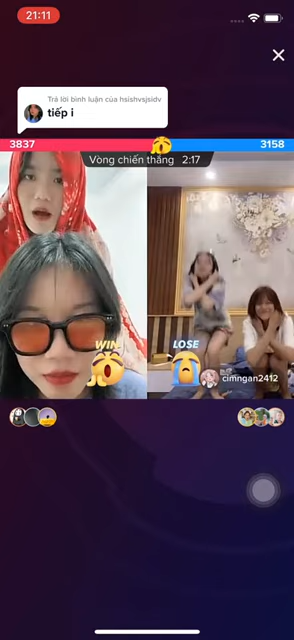 21:11
Trả lời bình luận của hsishvsjsidv
tiếp i
3837
3158
Vòng chiến thắng 2:17
WIN
LOSE
cimngan2412